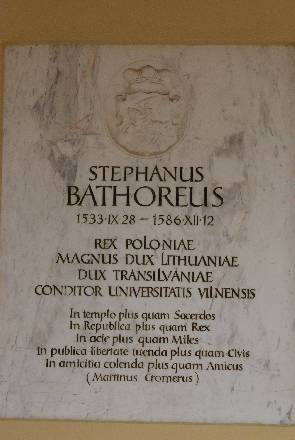 STEPHANUS
BATHOREUS
1533·IX·28 – 1586·XII·12
REX POLONIAE
MAGNUS DUX LITHUANIAE
DUX TRANSILVANIAE
CONDITOR UNIVERSITATIS VILNENSIS
In templo plus quam Sacerdos
In Republica plus quam Rex
In acie plus quam Miles
In publica libertate tuenda plus quam Civis
In amicitia colenda plus quam Amicus
(Martinus Cromerus)